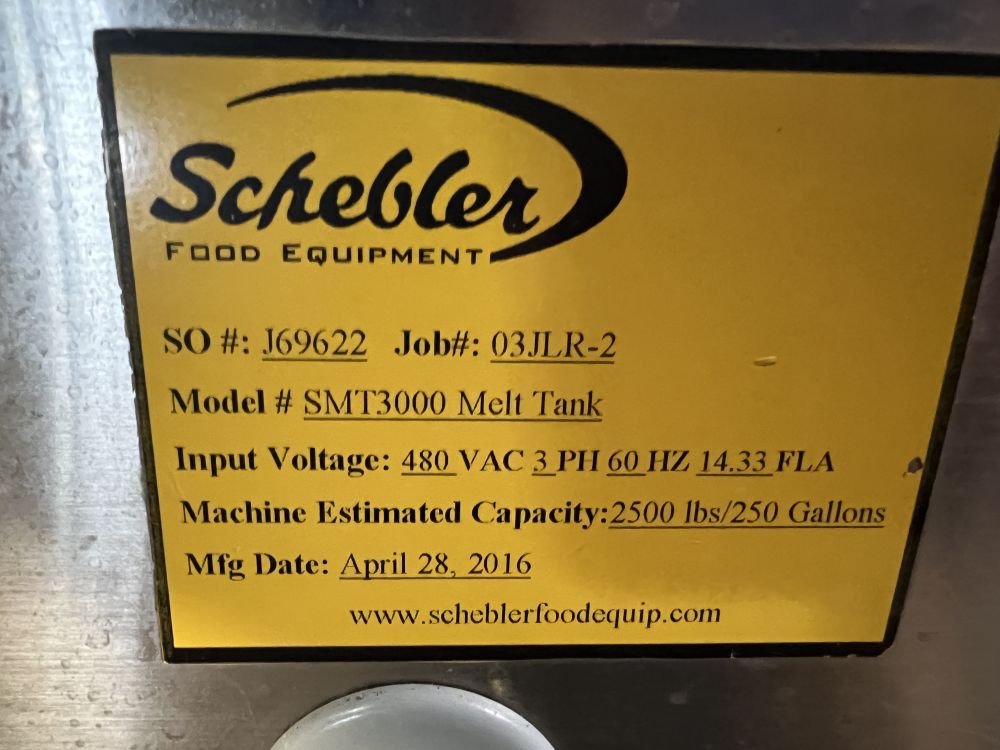 Schebler
FOOD EQUIPMENT
SO #: J69622 Job#: 03JLR-2
Model # SMT3000 Melt Tank
Input Voltage: 480 VAC 3 PH 60 HZ 14.33 FLA
Machine Estimated Capacity:2500 lbs/250 Gallons
Mfg Date: April 28, 2016
www.scheblerfoodequip.com